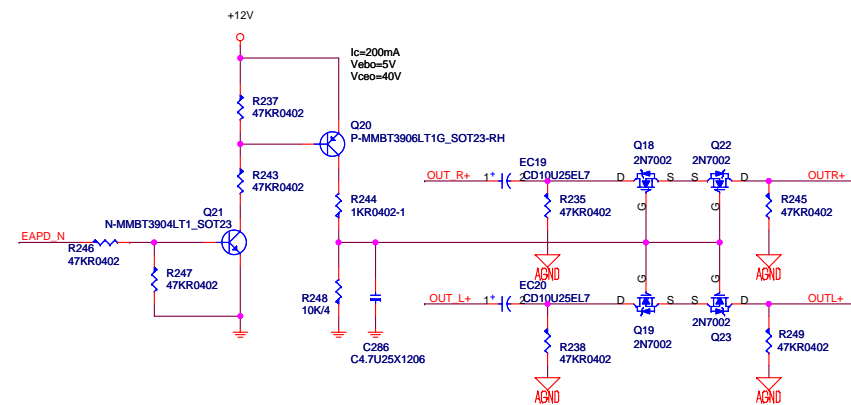 +12V
Ic=200mA
Vebo=5V
Vceo=40V
R237
47KR0402
Q20
P-MMBT3906LT1G_SOT23-RH
R243
47KR0402
Q21
N-MMBT3904LT1_SOT23
R244
1KR0402-1
EAPD_N
R246
47KR0402
R247
47KR0402
R248
10K/4
C286
C4.7U25X1206
Q18
2N7002
Q22
2N7002
OUT_R+
EC19
CD10U25EL7
1
+
2
D
S
S
D
G
G
OUTR+
R235
47KR0402
R245
47KR0402
AGND
AGND
OUT_L+
EC20
CD10U25EL7
1
+
2
G
G
D
S
S
D
OUTL+
Q19
2N7002
2N7002
Q23
R238
47KR0402
R249
47KR0402
AGND
AGND